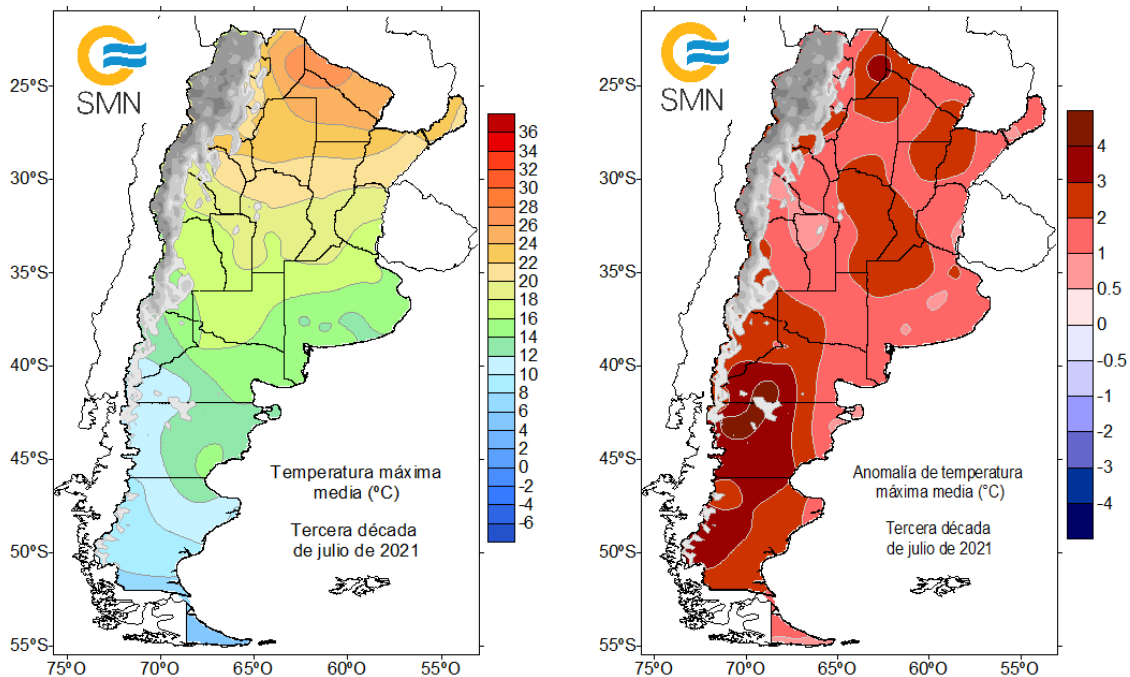 SMN
25°S
30°S
35°S
40°S
45°S
50°S
55°S
75°O
70°O
65°O
60°O
55°O
36
34
32
30
28
26
24
22
20
18
16
14
12
10
8
6
4
2
0
-2
-4
-6
Temperatura máxima
media (ºC)
Tercera década
de julio de 2021
SMN
25°S
30°S
35°S
40°S
45°S
50°S
55°S
75°O
70°O
65°O
60°O
55°O
4
3
2
1
0.5
0
-0.5
-1
-2
-3
-4
Anomalía de temperatura
máxima media (°C)
Tercera década
de julio de 2021